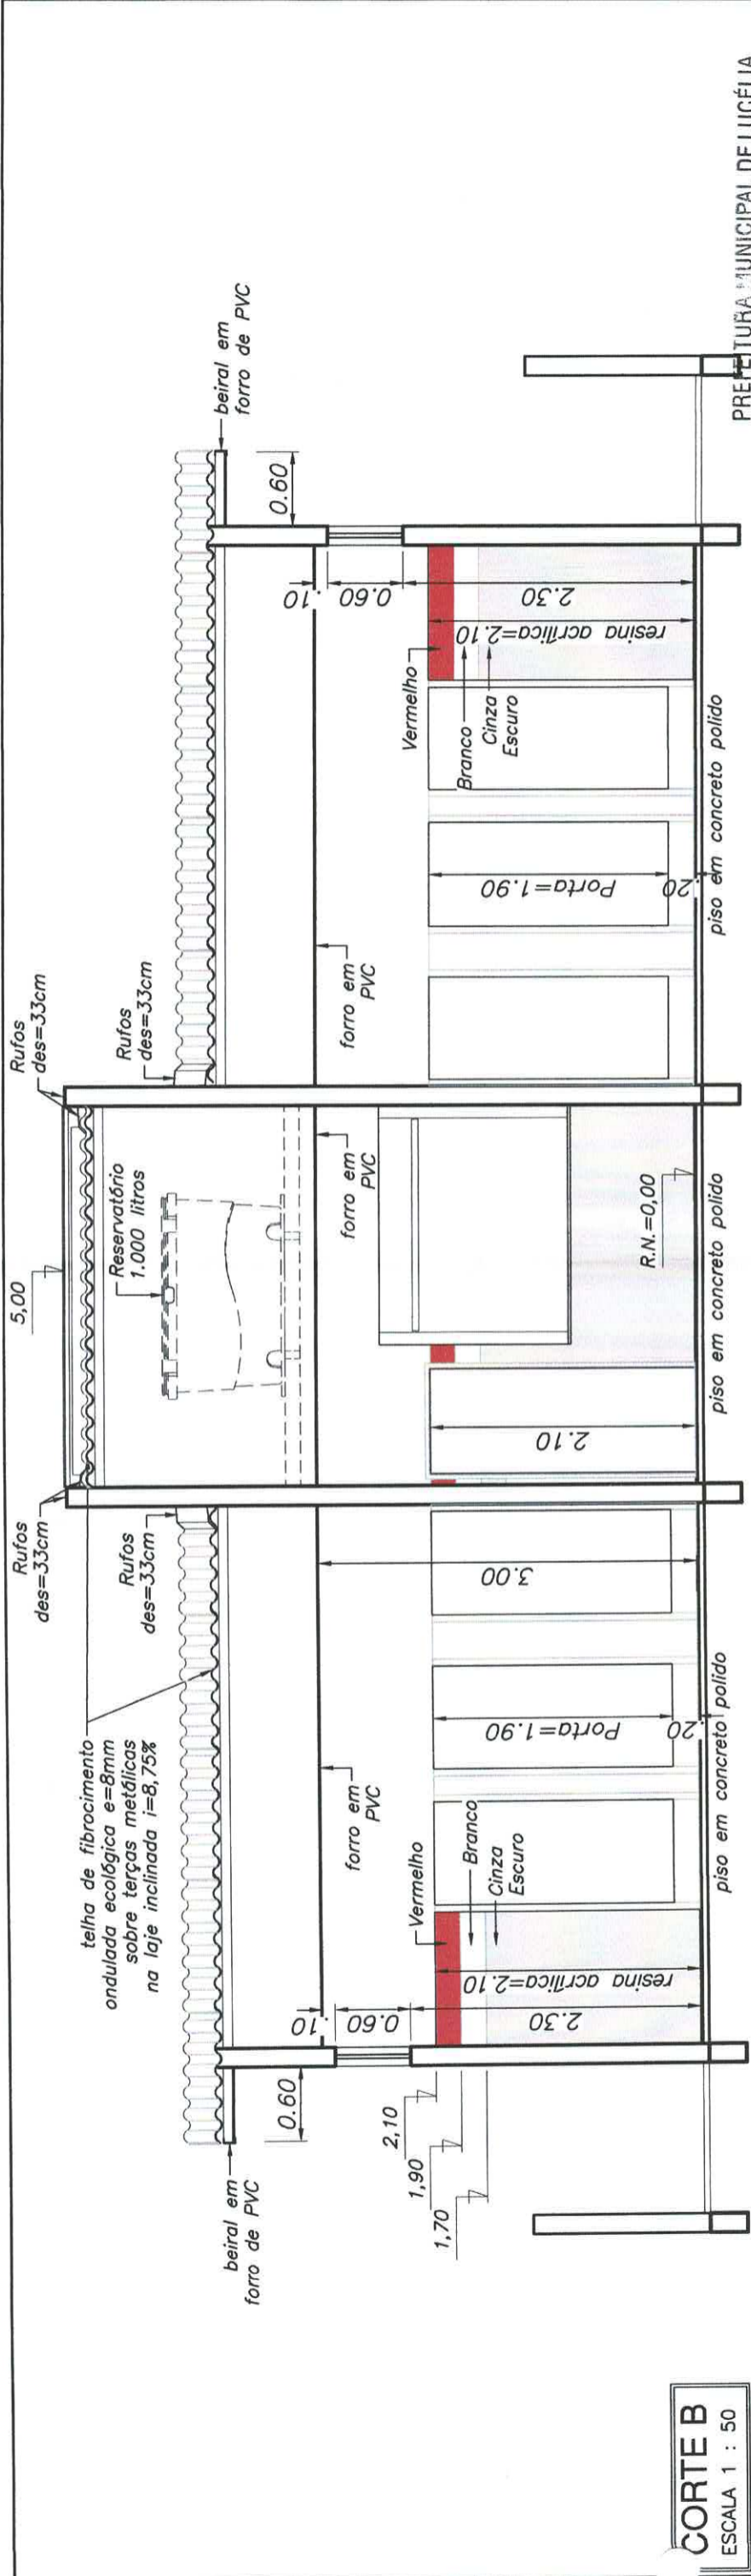 CORTE B
ESCALA 1 : 50
beiral em
forro de PVC
0.60
2,10
1,90
1,70
telha de fibrocimento
ondulada ecológica e=8mm
sobre terças metálicas
na laje inclinada i=8,75%
.10
0.60
2.30
resina acrílica=2.10
Vermelho
Branco
Cinza
Escuro
forro em
PVC
Porta=1.90
.20
piso em concreto polido
3.00
Rufos
des=33cm
Rufos
des=33cm
5,00
Reservatório
1.000 litros
2.10
forro em
PVC
R.N.=0,00
piso em concreto polido
Rufos
des=33cm
Rufos
des=33cm
forro em
PVC
Porta=1.90
.20
piso em concreto polido
Vermelho
Branco
Cinza
Escuro
resina acrílica=2.10
2.30
0.60
.10
0.60
beiral em
forro de PVC
PREFEITURA MUNICIPAL DE LUCÉLIA